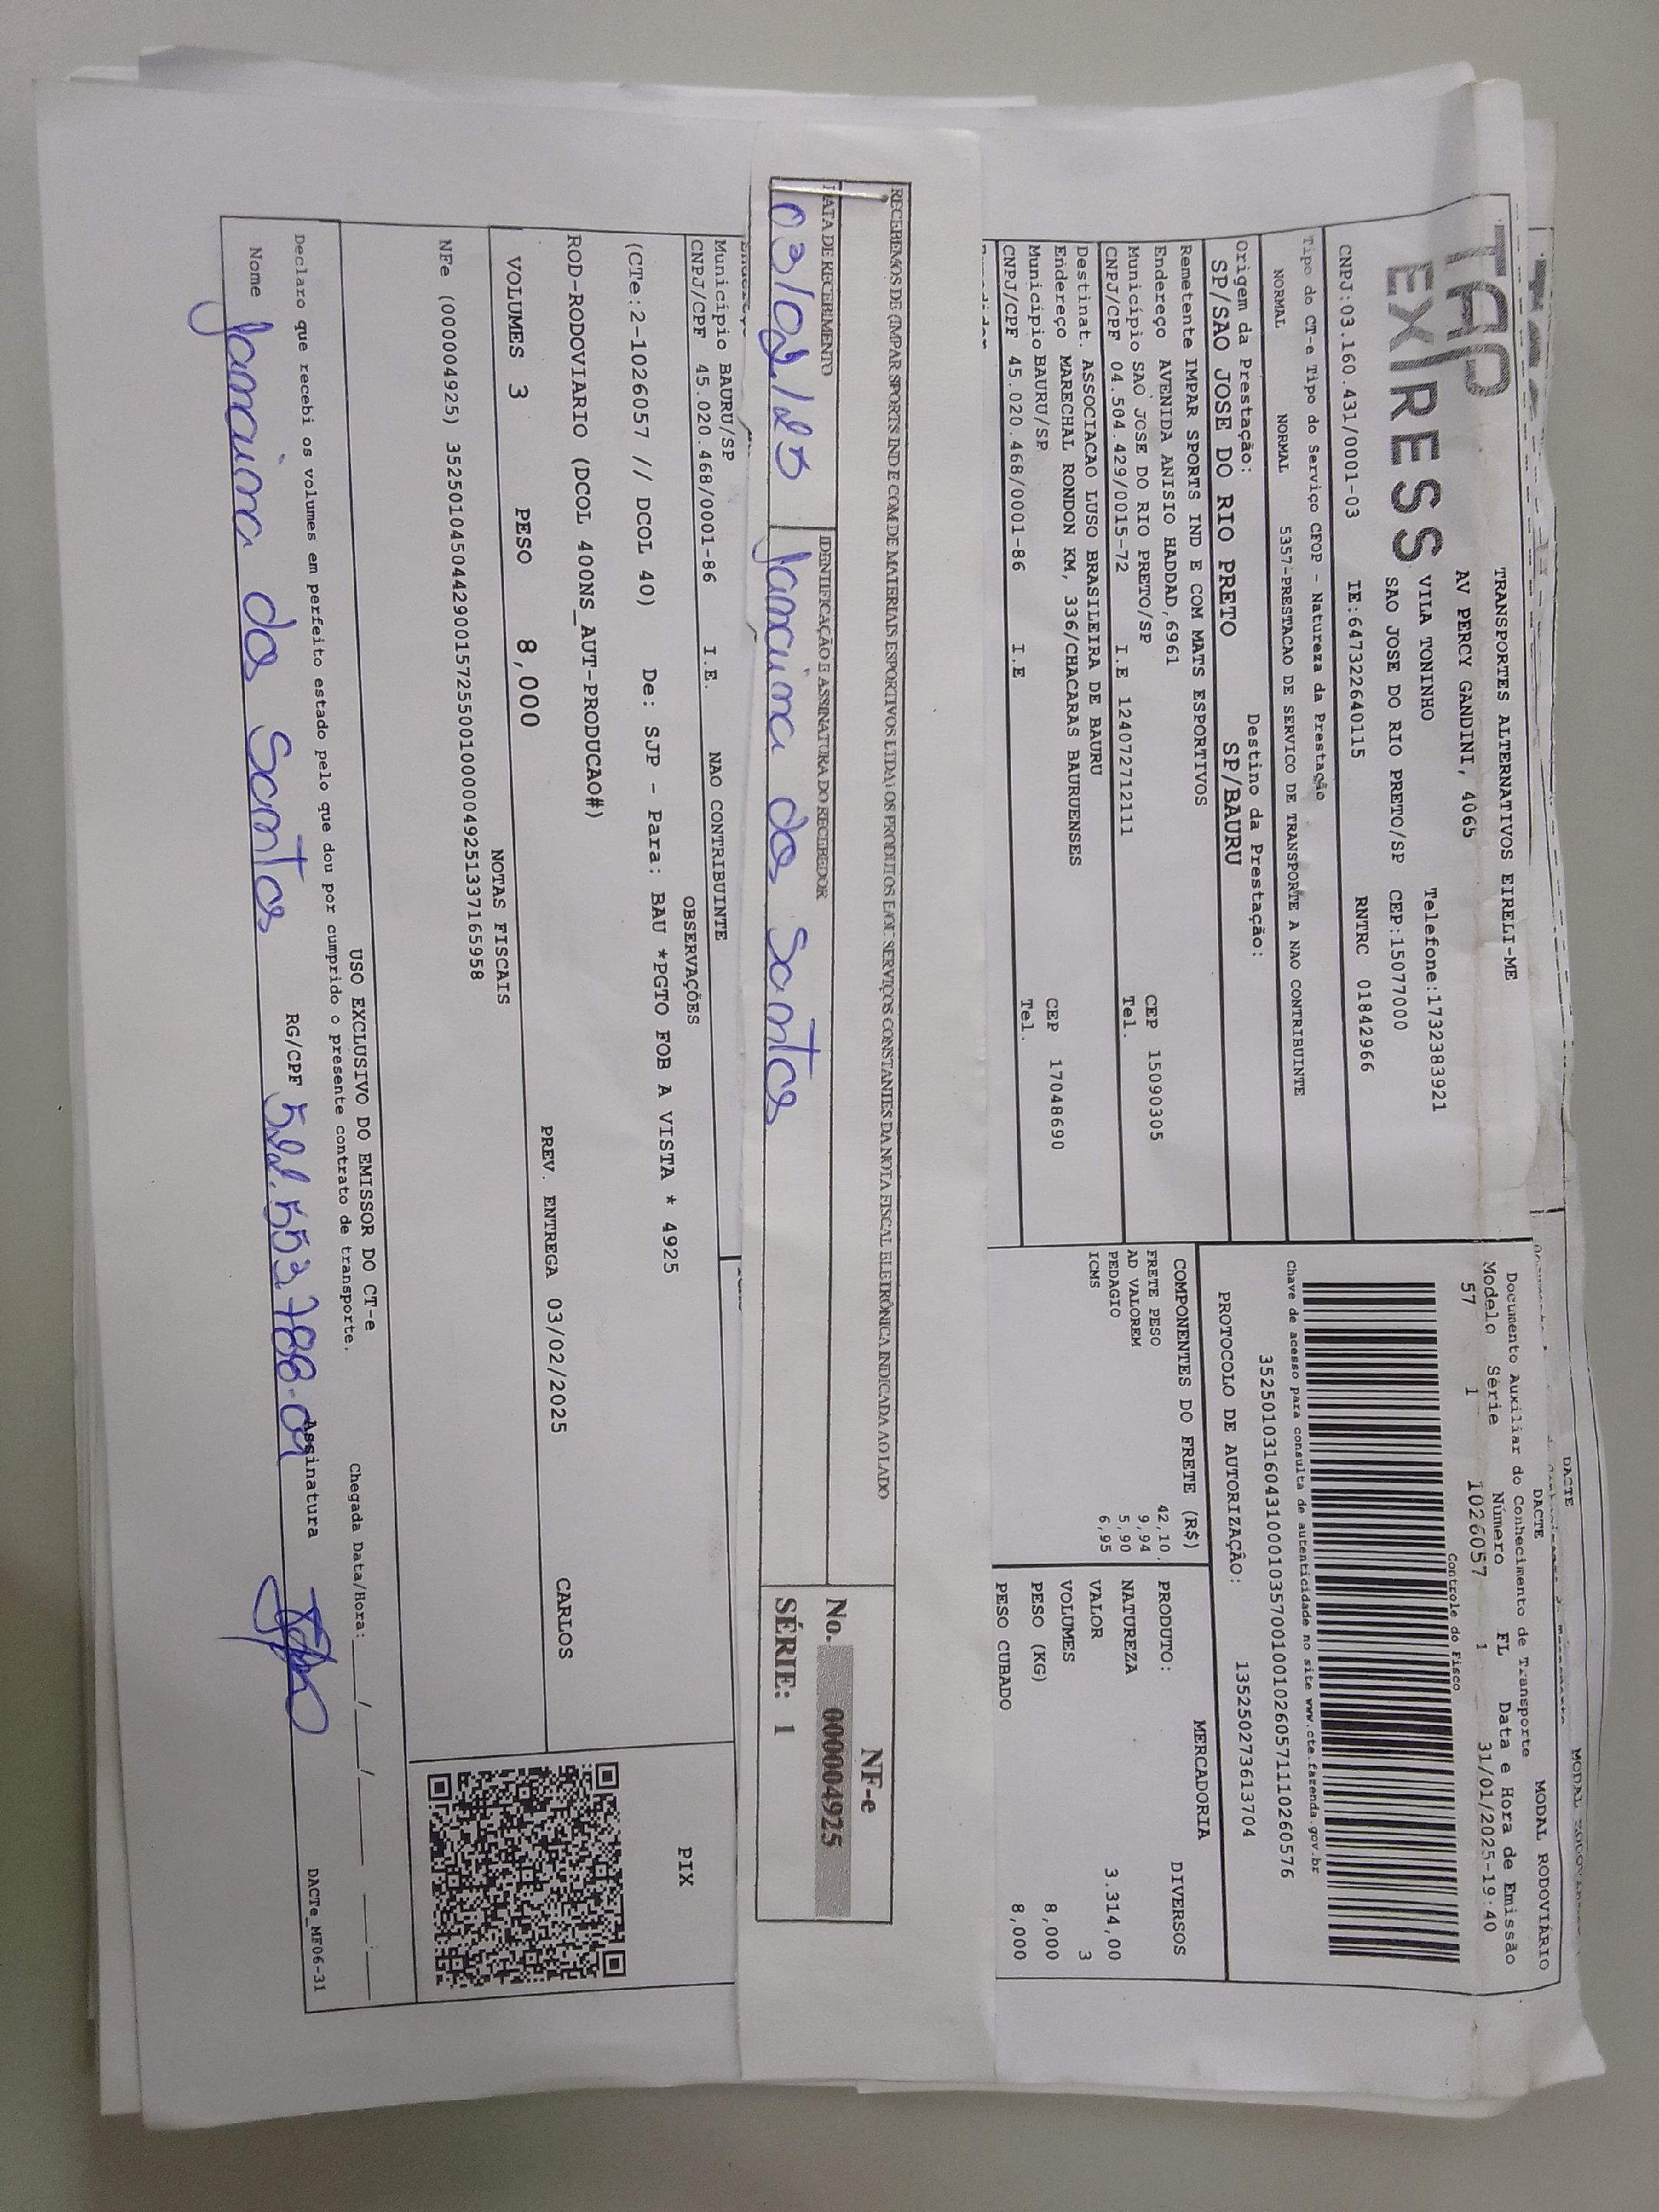 DACTE
TAP EXPRESS
TRANSPORTES ALTERNATIVOS EIRELI-ME
AV PERCY GANDINI, 4065
VILA TONINHO Telefone:1732383921
SAO JOSE DO RIO PRETO/SP CEP:15077000
CNPJ:03.160.431/0001-03 IE:647322640115 RNTRC 01842966
DACTE MODAL RODOVIÁRIO
Documento Auxiliar do Conhecimento de Transporte
Modelo Série Número FL Data e Hora de Emissão
57 1 1026057 1 31/01/2025-19:40
Controle do Fisco
Chave de acesso para consulta de autenticidade no site www.cte.fazenda.gov.br
35250103160431000103570010010260571110260576
PROTOCOLO DE AUTORIZAÇÃO: 135250273613704
Tipo do CT-e Tipo do Serviço CFOP - Natureza da Prestação
NORMAL NORMAL 5357-PRESTACAO DE SERVICO DE TRANSPORTE A NAO CONTRIBUINTE
Origem da Prestação: Destino da Prestação:
SP/SAO JOSE DO RIO PRETO SP/BAURU
Remetente IMPAR SPORTS IND E COM MATS ESPORTIVOS
Endereço AVENIDA ANISIO HADDAD,6961 CEP 15090305
Município SAO JOSE DO RIO PRETO/SP Tel.
CNPJ/CPF 04.504.429/0015-72 I.E 124072712111
Destinat. ASSOCIACAO LUSO BRASILEIRA DE BAURU
Endereço MARECHAL RONDON KM, 336/CHACARAS BAURUENSES CEP 17048690
Município BAURU/SP Tel.
CNPJ/CPF 45.020.468/0001-86 I.E
COMPONENTES DO FRETE (R$)
FRETE PESO 42,10
AD VALOREM 9,94
PEDAGIO 5,90
ICMS 6,95
MERCADORIA
PRODUTO: DIVERSOS
NATUREZA
VALOR 3.314,00
VOLUMES 3
PESO (KG) 8,000
PESO CUBADO 8,000
RECEBEMOS DE (IMPAR SPORTS IND E COM DE MATERIAIS ESPORTIVOS LTDA) OS PRODUTOS E/OU SERVIÇOS CONSTANTES DA NOTA FISCAL ELETRÔNICA INDICADA AO LADO
DATA DE RECEBIMENTO IDENTIFICAÇÃO E ASSINATURA DO RECEBEDOR
03/02/25 Janaina dos Santos
NF-e
No. 000004925
SÉRIE: 1
Município BAURU/SP
CNPJ/CPF 45.020.468/0001-86 I.E. NAO CONTRIBUINTE
OBSERVAÇÕES
(CTe:2-1026057 // DCOL 40) De: SJP - Para: BAU *PGTO FOB A VISTA * 4925
ROD-RODOVIARIO (DCOL 400NS_AUT-PRODUCAO#)
PIX
VOLUMES 3 PESO 8,000 PREV. ENTREGA 03/02/2025 CARLOS
NOTAS FISCAIS
NFe (000004925) 35250104504429001572550010000049251337165958
USO EXCLUSIVO DO EMISSOR DO CT-e
Declaro que recebi os volumes em perfeito estado pelo que dou por cumprido o presente contrato de transporte. Chegada Data/Hora: ___/___/___ ___:___
Nome Janaina dos Santos RG/CPF 522.553.788-09 Assinatura
DACTe_MF06-31